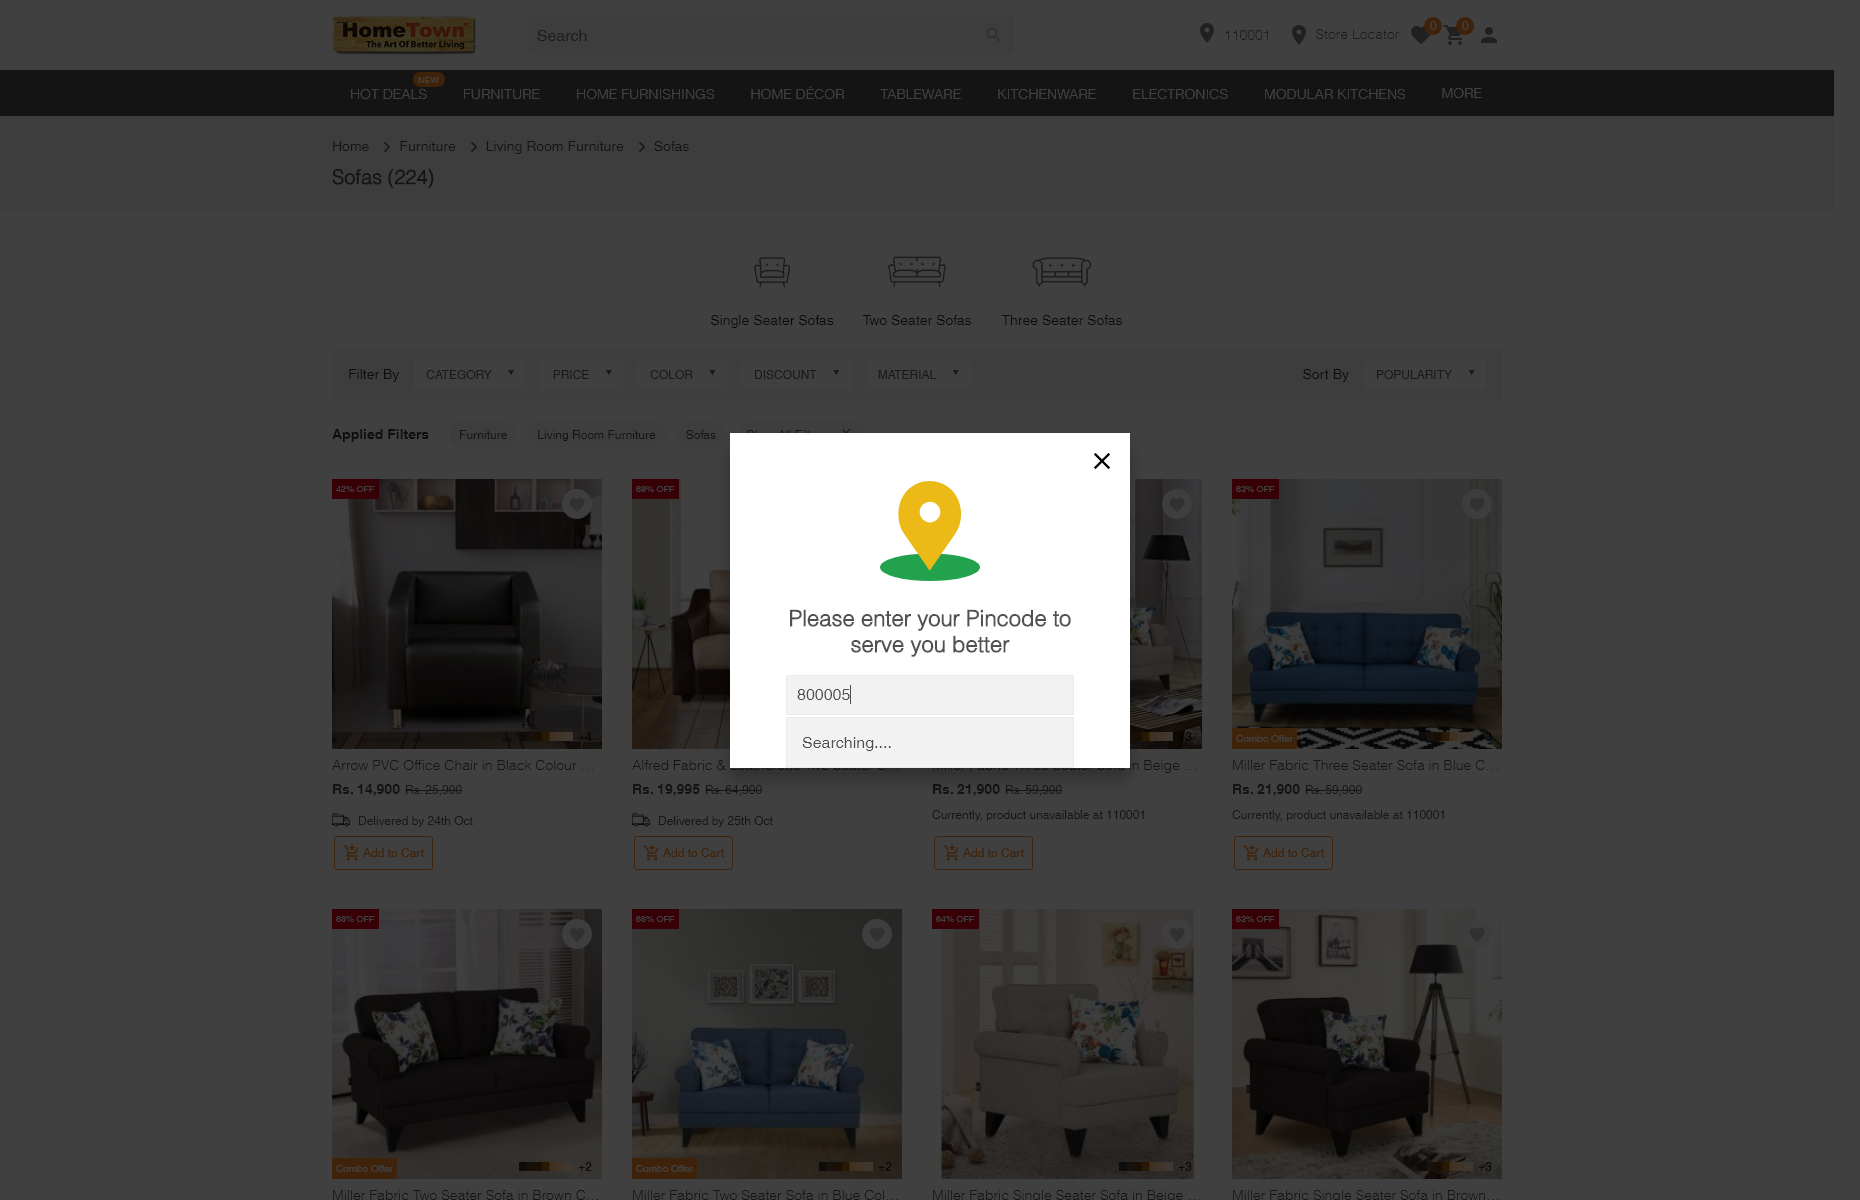 HomeTown
The Art Of Better Living
Search
110001
Store Locator
0
0
NEW
HOT DEALS
FURNITURE
HOME FURNISHINGS
HOME DÉCOR
TABLEWARE
KITCHENWARE
ELECTRONICS
MODULAR KITCHENS
MORE
Home
Furniture
Living Room Furniture
Sofas
Sofas (224)
Single Seater Sofas
Two Seater Sofas
Three Seater Sofas
Filter By
CATEGORY
PRICE
COLOR
DISCOUNT
MATERIAL
Sort By
POPULARITY
Applied Filters
Furniture
Living Room Furniture
Sofas
Please enter your Pincode to
serve you better
800005
Searching....
42% OFF
69% OFF
63% OFF
+4
Combo Offer
Arrow PVC Office Chair in Black Colour ...
Miller Fabric Three Seater Sofa in Blue C...
Rs. 14,900 Rs. 25,900
Rs. 19,995 Rs. 64,900
Rs. 21,900 Rs. 59,900
Rs. 21,900 Rs. 59,900
Delivered by 24th Oct
Delivered by 25th Oct
Currently, product unavailable at 110001
Currently, product unavailable at 110001
Add to Cart
Add to Cart
Add to Cart
Add to Cart
68% OFF
68% OFF
64% OFF
63% OFF
Combo Offer
+2
Combo Offer
+2
+3
+3
Miller Fabric Two Seater Sofa in Brown C...
Miller Fabric Two Seater Sofa in Blue Col...
Miller Fabric Single Seater Sofa in Beige ...
Miller Fabric Single Seater Sofa in Brown...